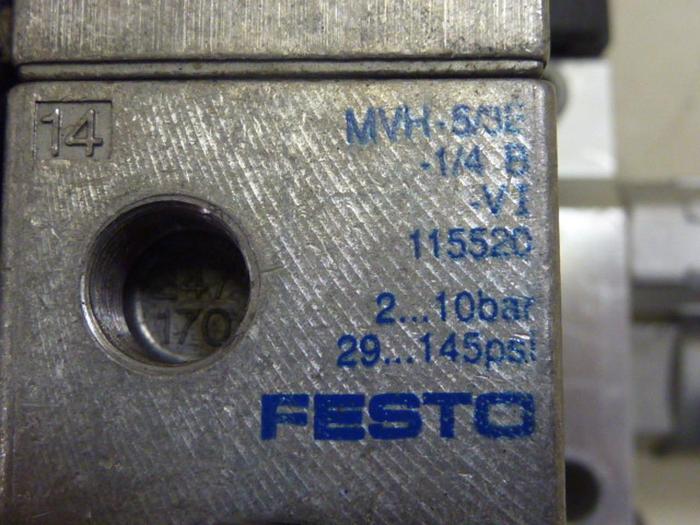 14
MVH-5/3E
-1/4 B
-VI
115520
2...10bar
29...145psi
170
FESTO